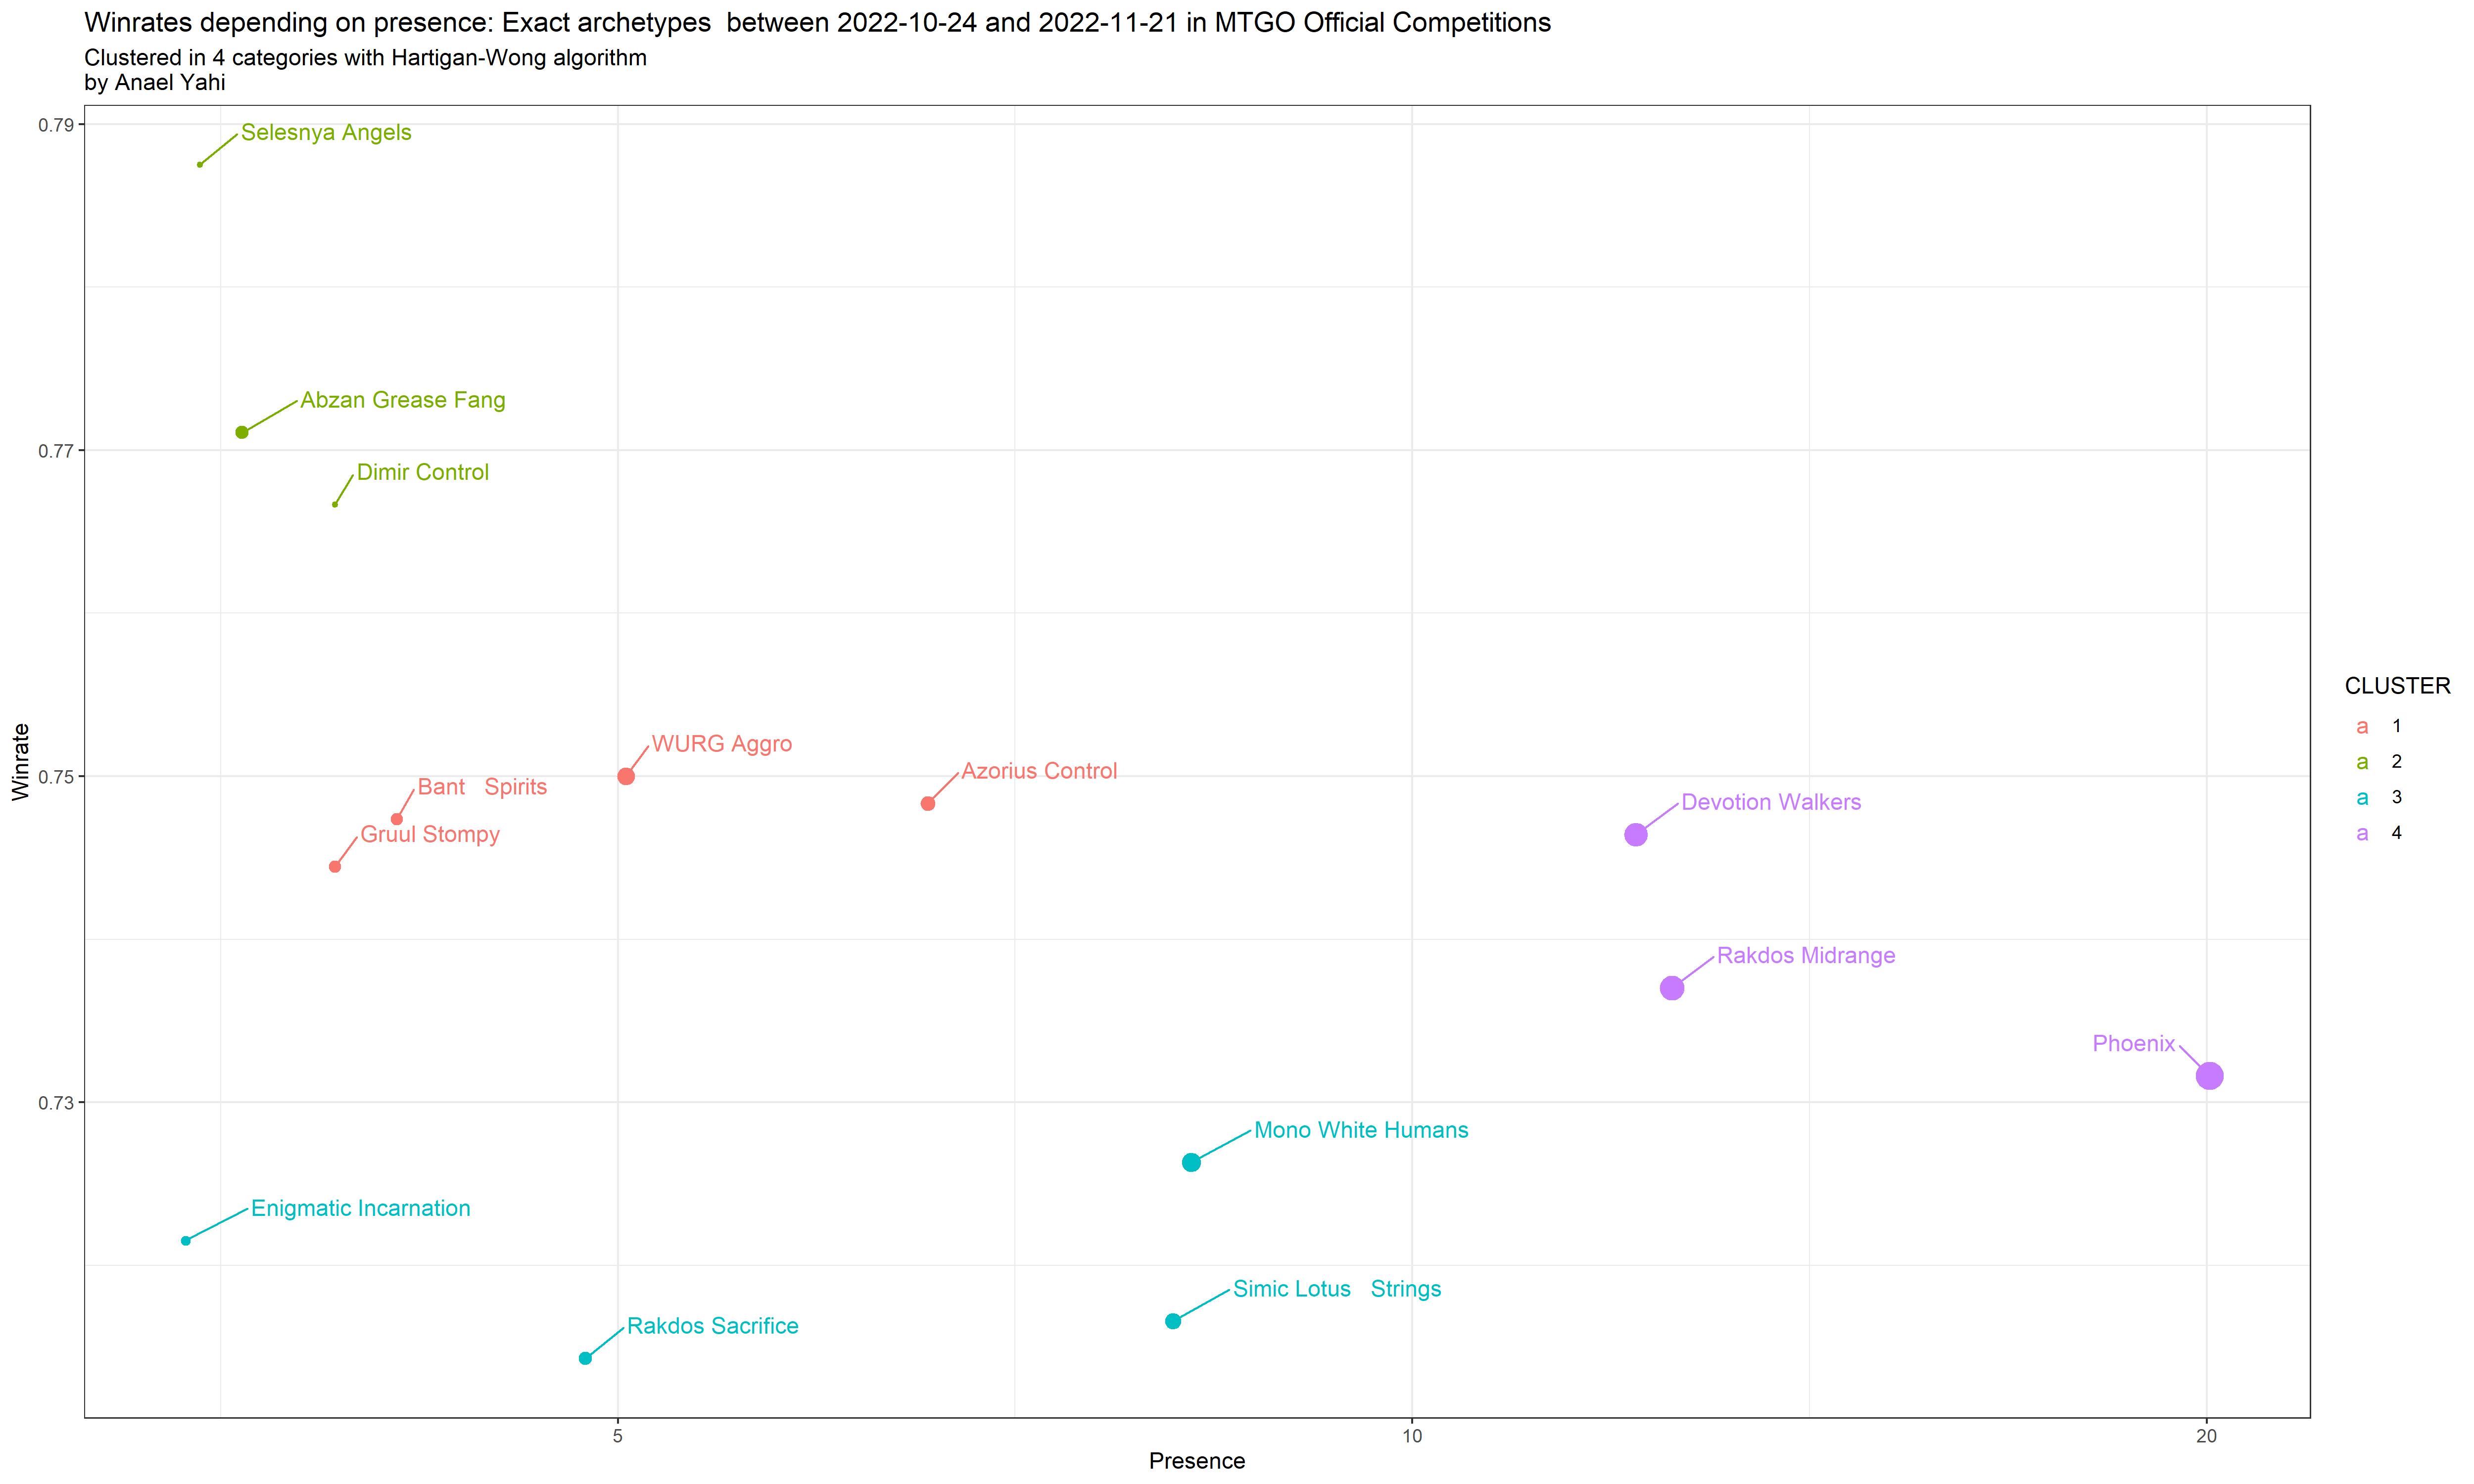 Winrates depending on presence: Exact archetypes  between 2022-10-24 and 2022-11-21 in MTGO Official Competitions
Clustered in 4 categories with Hartigan-Wong algorithm
by Anael Yahi
0.79
Selesnya Angels
Abzan Grease Fang
0.77
Dimir Control
WURG Aggro
Azorius Control
0.75
Bant   Spirits
Devotion Walkers
Gruul Stompy
Rakdos Midrange
Phoenix
0.73
Mono White Humans
Enigmatic Incarnation
Simic Lotus   Strings
Rakdos Sacrifice
Winrate
5
10
20
Presence
CLUSTER
a 1
a 2
a 3
a 4